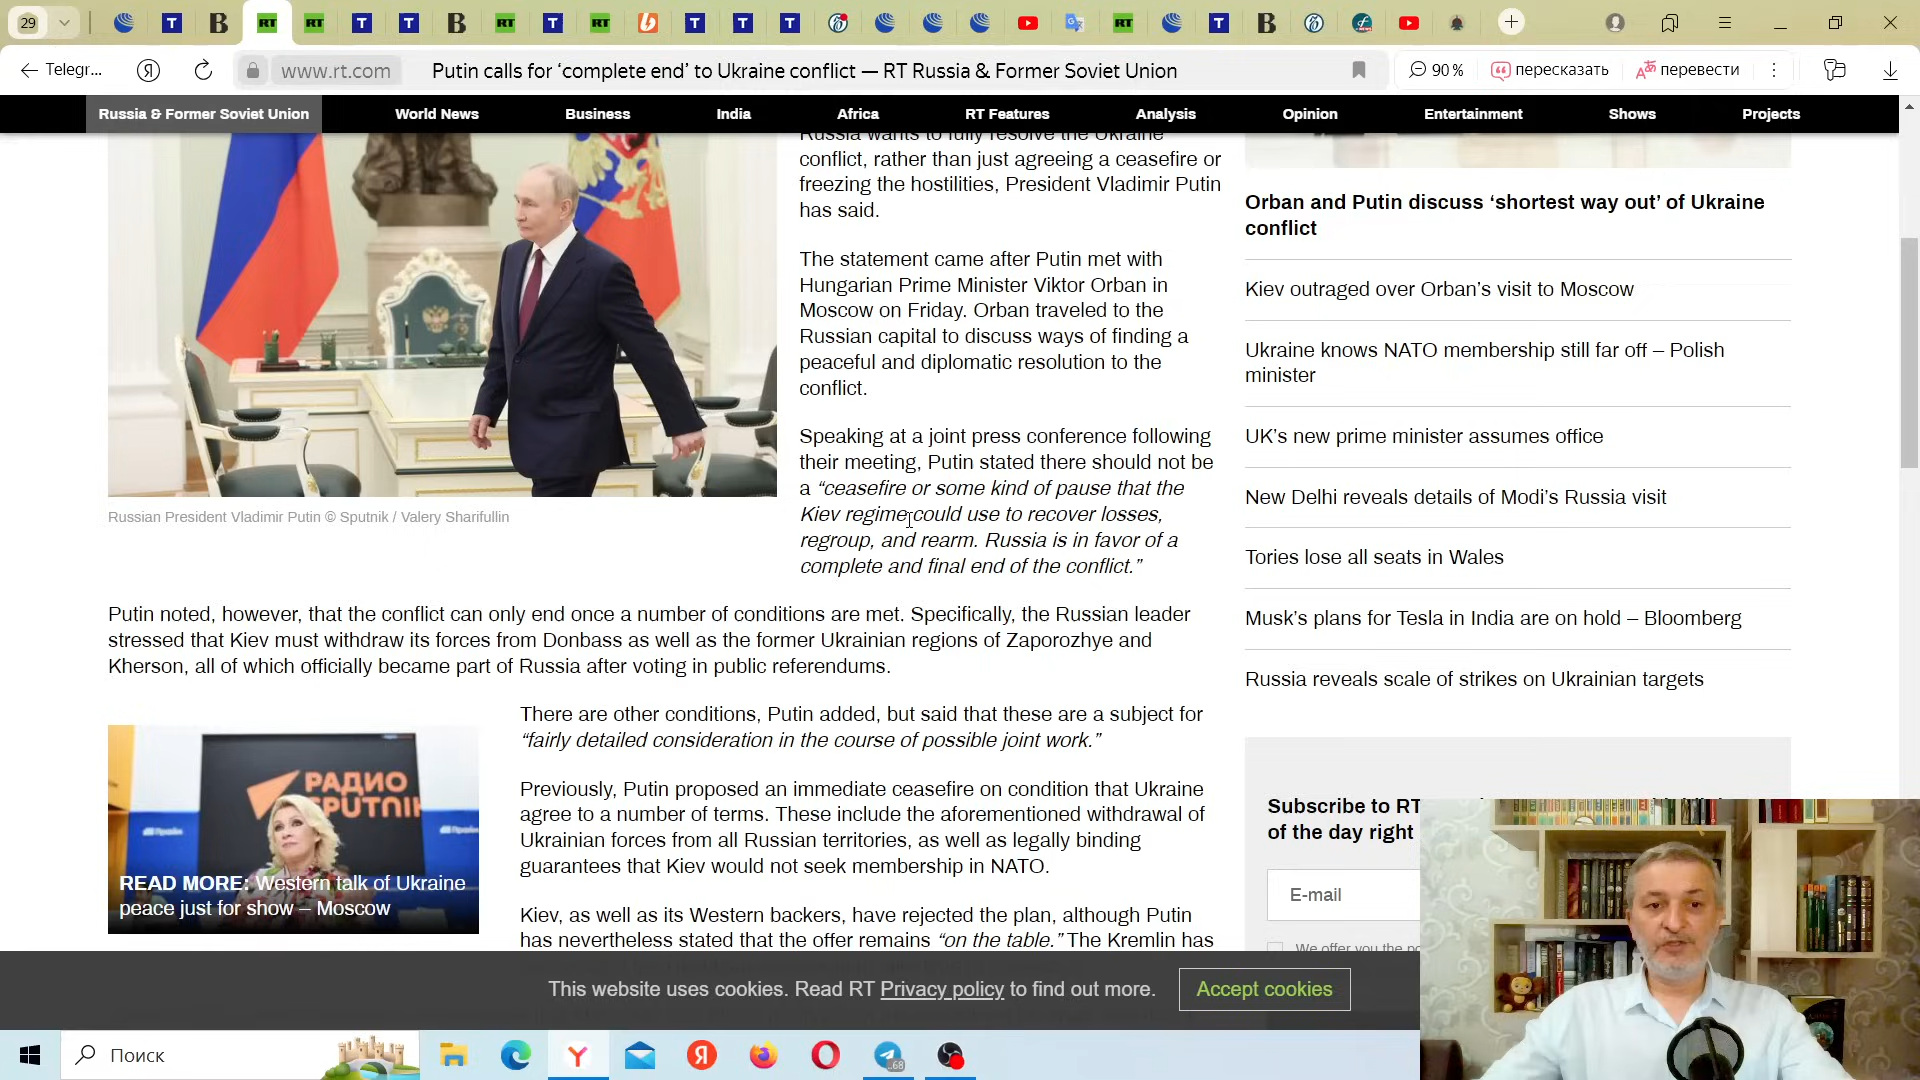 29
Telegr...
www.rt.com
Putin calls for ‘complete end’ to Ukraine conflict — RT Russia & Former Soviet Union
90 %
пересказать
перевести
Russia & Former Soviet Union
World News
Business
India
Africa
RT Features
Analysis
Opinion
Entertainment
Shows
Projects
Russia wants to fully resolve the Ukraine
conflict, rather than just agreeing a ceasefire or
freezing the hostilities, President Vladimir Putin
has said.
The statement came after Putin met with
Hungarian Prime Minister Viktor Orban in
Moscow on Friday. Orban traveled to the
Russian capital to discuss ways of finding a
peaceful and diplomatic resolution to the
conflict.
Speaking at a joint press conference following
their meeting, Putin stated there should not be
a “ceasefire or some kind of pause that the
Kiev regime could use to recover losses,
regroup, and rearm. Russia is in favor of a
complete and final end of the conflict.”
Russian President Vladimir Putin © Sputnik / Valery Sharifullin
Putin noted, however, that the conflict can only end once a number of conditions are met. Specifically, the Russian leader
stressed that Kiev must withdraw its forces from Donbass as well as the former Ukrainian regions of Zaporozhye and
Kherson, all of which officially became part of Russia after voting in public referendums.
РАДИО
SPUTNIK
READ MORE: Western talk of Ukraine
peace just for show – Moscow
There are other conditions, Putin added, but said that these are a subject for
“fairly detailed consideration in the course of possible joint work.”
Previously, Putin proposed an immediate ceasefire on condition that Ukraine
agree to a number of terms. These include the aforementioned withdrawal of
Ukrainian forces from all Russian territories, as well as legally binding
guarantees that Kiev would not seek membership in NATO.
Kiev, as well as its Western backers, have rejected the plan, although Putin
has nevertheless stated that the offer remains “on the table.” The Kremlin has
Orban and Putin discuss ‘shortest way out’ of Ukraine
conflict
Kiev outraged over Orban’s visit to Moscow
Ukraine knows NATO membership still far off – Polish
minister
UK’s new prime minister assumes office
New Delhi reveals details of Modi’s Russia visit
Tories lose all seats in Wales
Musk’s plans for Tesla in India are on hold – Bloomberg
Russia reveals scale of strikes on Ukrainian targets
Subscribe to RT
of the day right
E-mail
We offer you the
This website uses cookies. Read RT Privacy policy to find out more.
Accept cookies
Поиск
68